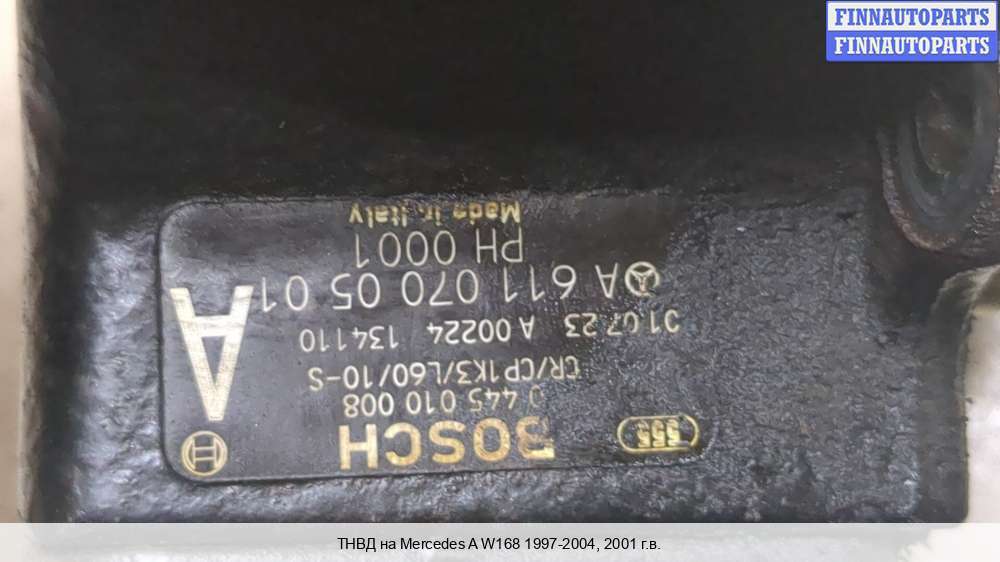 FINNAUTOPARTS
FINNAUTOPARTS
555
BOSCH
0 445 010 008
CR/CP1K3/L60/10-S
01.07.23 A 00224 134110
A 611 070 05 01
PH 0001
Made in Italy
A
ТНВД на Mercedes A W168 1997-2004, 2001 г.в.